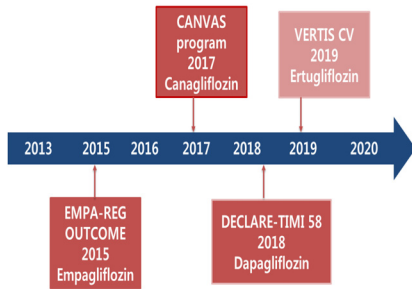 CANVAS
program
2017
Canagliflozin
VERTIS CV
2019
Ertugliflozin
2013 2015 2016 2017 2018 2019 2020
EMPA-REG
OUTCOME
2015
Empagliflozin
DECLARE-TIMI 58
2018
Dapagliflozin